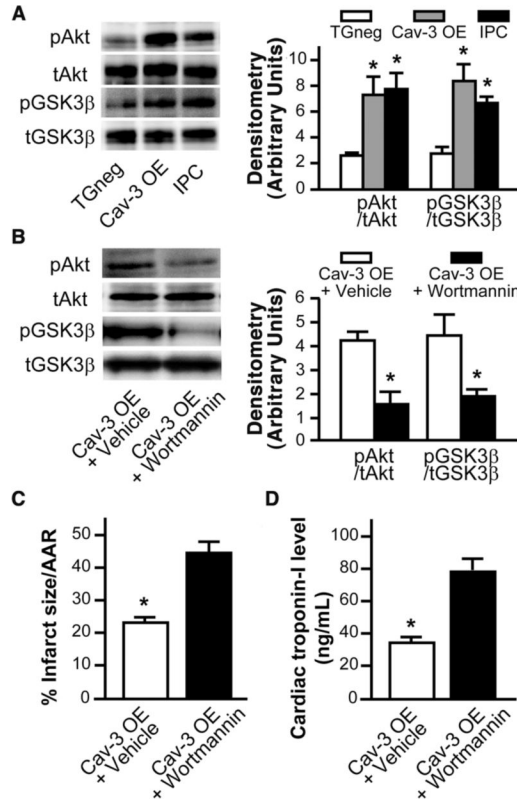 A
pAkt
tAkt
pGSK3β
tGSK3β
TGneg
Cav-3 OE
IPC
TGneg Cav-3 OE IPC
Densitometry
(Arbitrary Units)
10
8
6
4
2
0
* * * *
pAkt
/tAkt
pGSK3β
/tGSK3β
B
pAkt
tAkt
pGSK3β
tGSK3β
Cav-3 OE
+ Vehicle
Cav-3 OE
+ Wortmannin
Cav-3 OE
+ Vehicle
Cav-3 OE
+ Wortmannin
Densitometry
(Arbitrary Units)
6
5
4
3
2
1
0
* *
pAkt
/tAkt
pGSK3β
/tGSK3β
C
% Infarct size/AAR
50
40
30
20
10
0
*
Cav-3 OE
+ Vehicle
Cav-3 OE
+ Wortmannin
D
Cardiac troponin-I level
(ng/mL)
100
80
60
40
20
0
*
Cav-3 OE
+ Vehicle
Cav-3 OE
+ Wortmannin